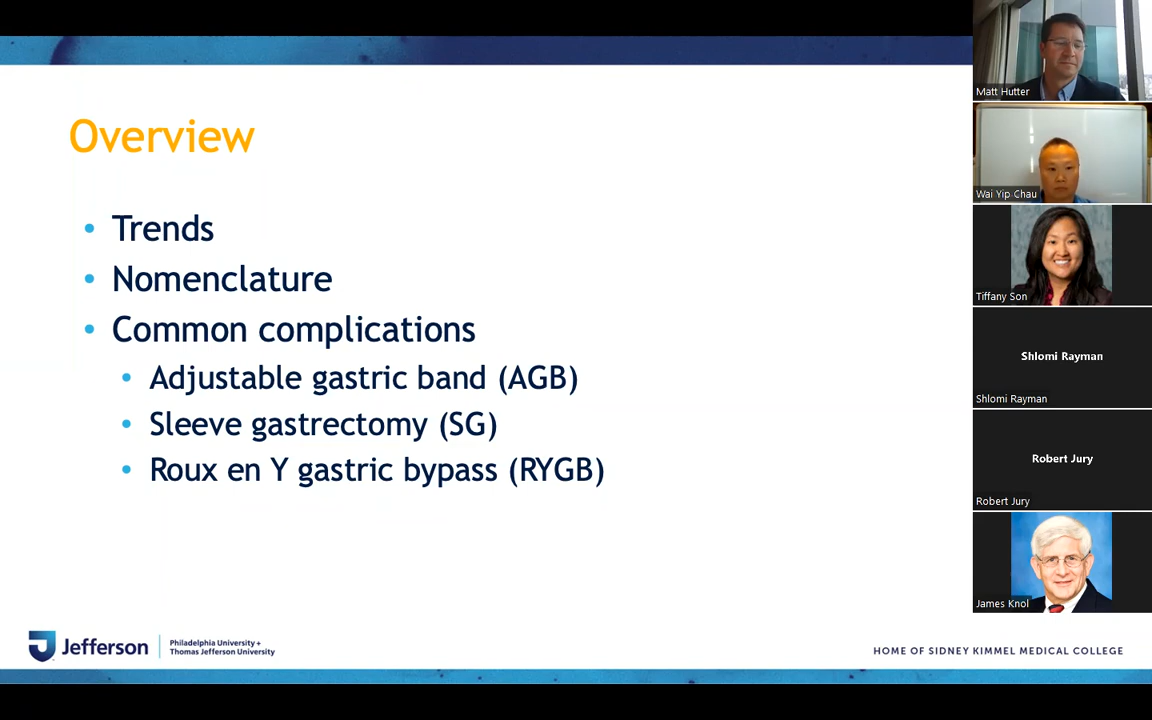 Overview
• Trends
• Nomenclature
• Common complications
• Adjustable gastric band (AGB)
• Sleeve gastrectomy (SG)
• Roux en Y gastric bypass (RYGB)
Jefferson
Philadelphia University +
Thomas Jefferson University
HOME OF SIDNEY KIMMEL MEDICAL COLLEGE
Matt Hutter
Wai Yip Chau
Tiffany Son
Shlomi Rayman
Shlomi Rayman
Robert Jury
Robert Jury
James Knol